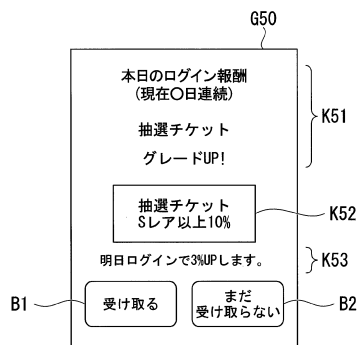 G50
本日のログイン報酬
(現在〇日連続)
K51
抽選チケット
グレードUP!
抽選チケット
Sレア以上10%
K52
明日ログインで3%UPします。
K53
B1
受け取る
まだ
受け取らない
B2